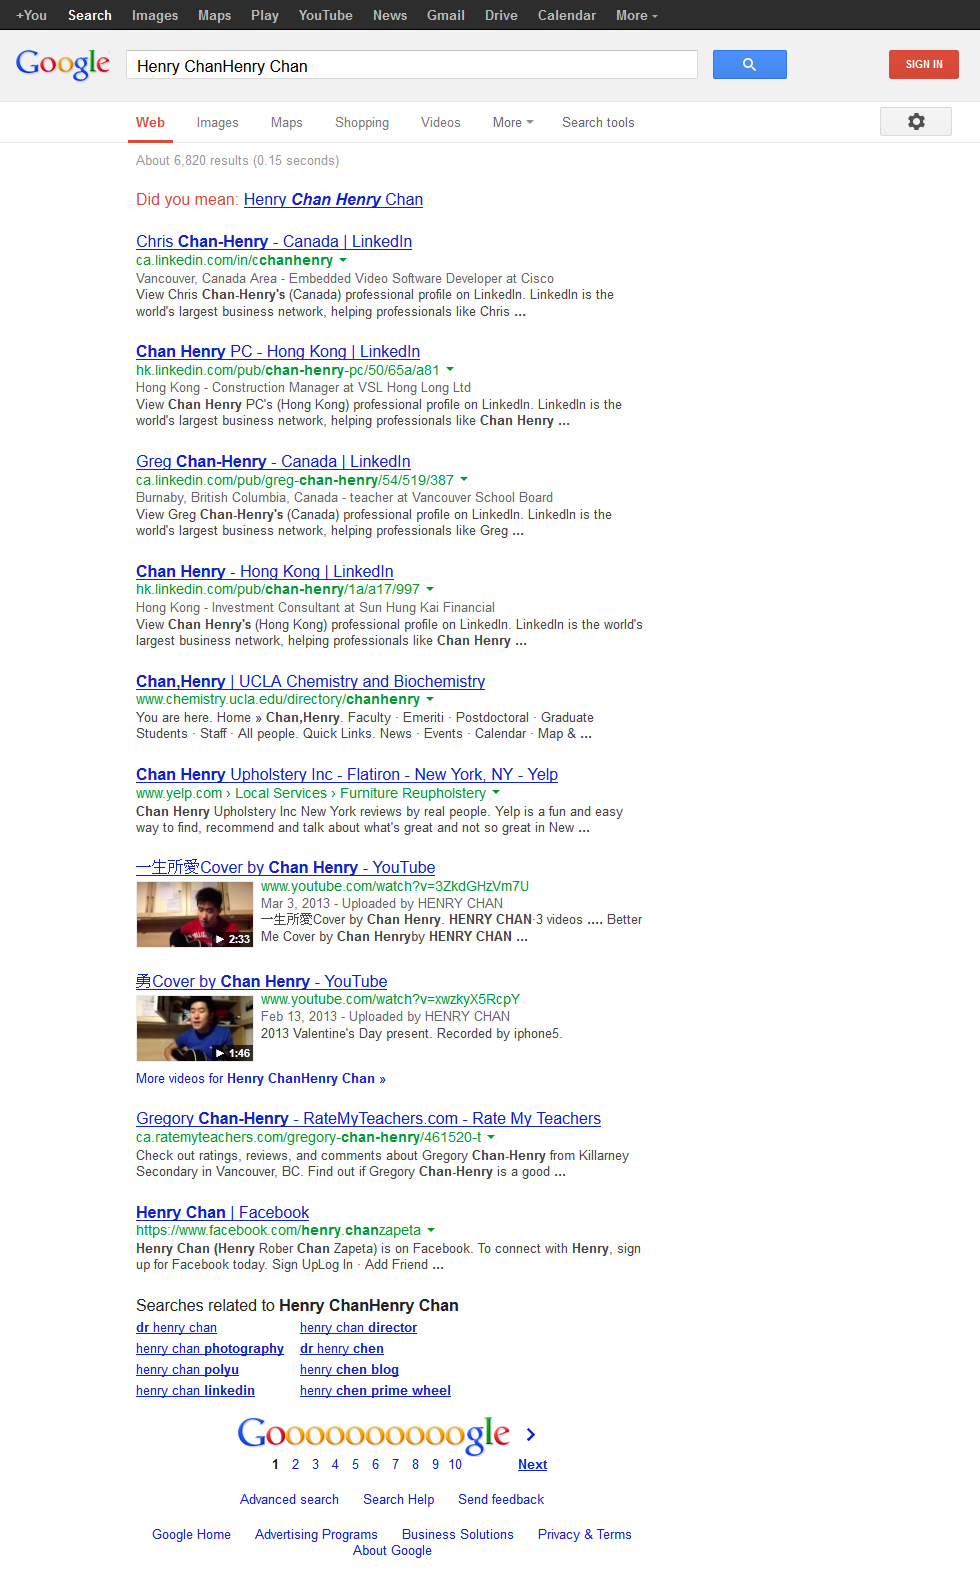 +You Search Images Maps Play YouTube News Gmail Drive Calendar More
Google Henry ChanHenry Chan SIGN IN
Web Images Maps Shopping Videos More Search tools
About 6,820 results (0.15 seconds)
Did you mean: Henry Chan Henry Chan
Chris Chan-Henry - Canada | LinkedIn
ca.linkedin.com/in/cchanhenry
Vancouver, Canada Area - Embedded Video Software Developer at Cisco
View Chris Chan-Henry's (Canada) professional profile on LinkedIn. LinkedIn is the
world's largest business network, helping professionals like Chris ...
Chan Henry PC - Hong Kong | LinkedIn
hk.linkedin.com/pub/chan-henry-pc/50/65a/a81
Hong Kong - Construction Manager at VSL Hong Long Ltd
View Chan Henry PC's (Hong Kong) professional profile on LinkedIn. LinkedIn is the
world's largest business network, helping professionals like Chan Henry ...
Greg Chan-Henry - Canada | LinkedIn
ca.linkedin.com/pub/greg-chan-henry/54/519/387
Burnaby, British Columbia, Canada - teacher at Vancouver School Board
View Greg Chan-Henry's (Canada) professional profile on LinkedIn. LinkedIn is the
world's largest business network, helping professionals like Greg ...
Chan Henry - Hong Kong | LinkedIn
hk.linkedin.com/pub/chan-henry/1a/a17/997
Hong Kong - Investment Consultant at Sun Hung Kai Financial
View Chan Henry's (Hong Kong) professional profile on LinkedIn. LinkedIn is the world's
largest business network, helping professionals like Chan Henry ...
Chan,Henry | UCLA Chemistry and Biochemistry
www.chemistry.ucla.edu/directory/chanhenry
You are here. Home » Chan,Henry. Faculty · Emeriti · Postdoctoral · Graduate
Students · Staff · All people. Quick Links. News · Events · Calendar · Map & ...
Chan Henry Upholstery Inc - Flatiron - New York, NY - Yelp
www.yelp.com › Local Services › Furniture Reupholstery
Chan Henry Upholstery Inc New York reviews by real people. Yelp is a fun and easy
way to find, recommend and talk about what's great and not so great in New ...
一生所愛Cover by Chan Henry - YouTube
www.youtube.com/watch?v=3ZkdGHzVm7U
Mar 3, 2013 - Uploaded by HENRY CHAN
一生所愛Cover by Chan Henry. HENRY CHAN·3 videos .... Better
Me Cover by Chan Henryby HENRY CHAN ...
2:33
勇Cover by Chan Henry - YouTube
www.youtube.com/watch?v=xwzkyX5RcpY
Feb 13, 2013 - Uploaded by HENRY CHAN
2013 Valentine's Day present. Recorded by iphone5.
1:46
More videos for Henry ChanHenry Chan »
Gregory Chan-Henry - RateMyTeachers.com - Rate My Teachers
ca.ratemyteachers.com/gregory-chan-henry/461520-t
Check out ratings, reviews, and comments about Gregory Chan-Henry from Killarney
Secondary in Vancouver, BC. Find out if Gregory Chan-Henry is a good ...
Henry Chan | Facebook
https://www.facebook.com/henry.chanzapeta
Henry Chan (Henry Rober Chan Zapeta) is on Facebook. To connect with Henry, sign
up for Facebook today. Sign UpLog In · Add Friend ...
Searches related to Henry ChanHenry Chan
dr henry chan henry chan director
henry chan photography dr henry chen
henry chan polyu henry chen blog
henry chan linkedin henry chen prime wheel
Goooooooooogle
1 2 3 4 5 6 7 8 9 10 Next
Advanced search Search Help Send feedback
Google Home Advertising Programs Business Solutions Privacy & Terms
About Google